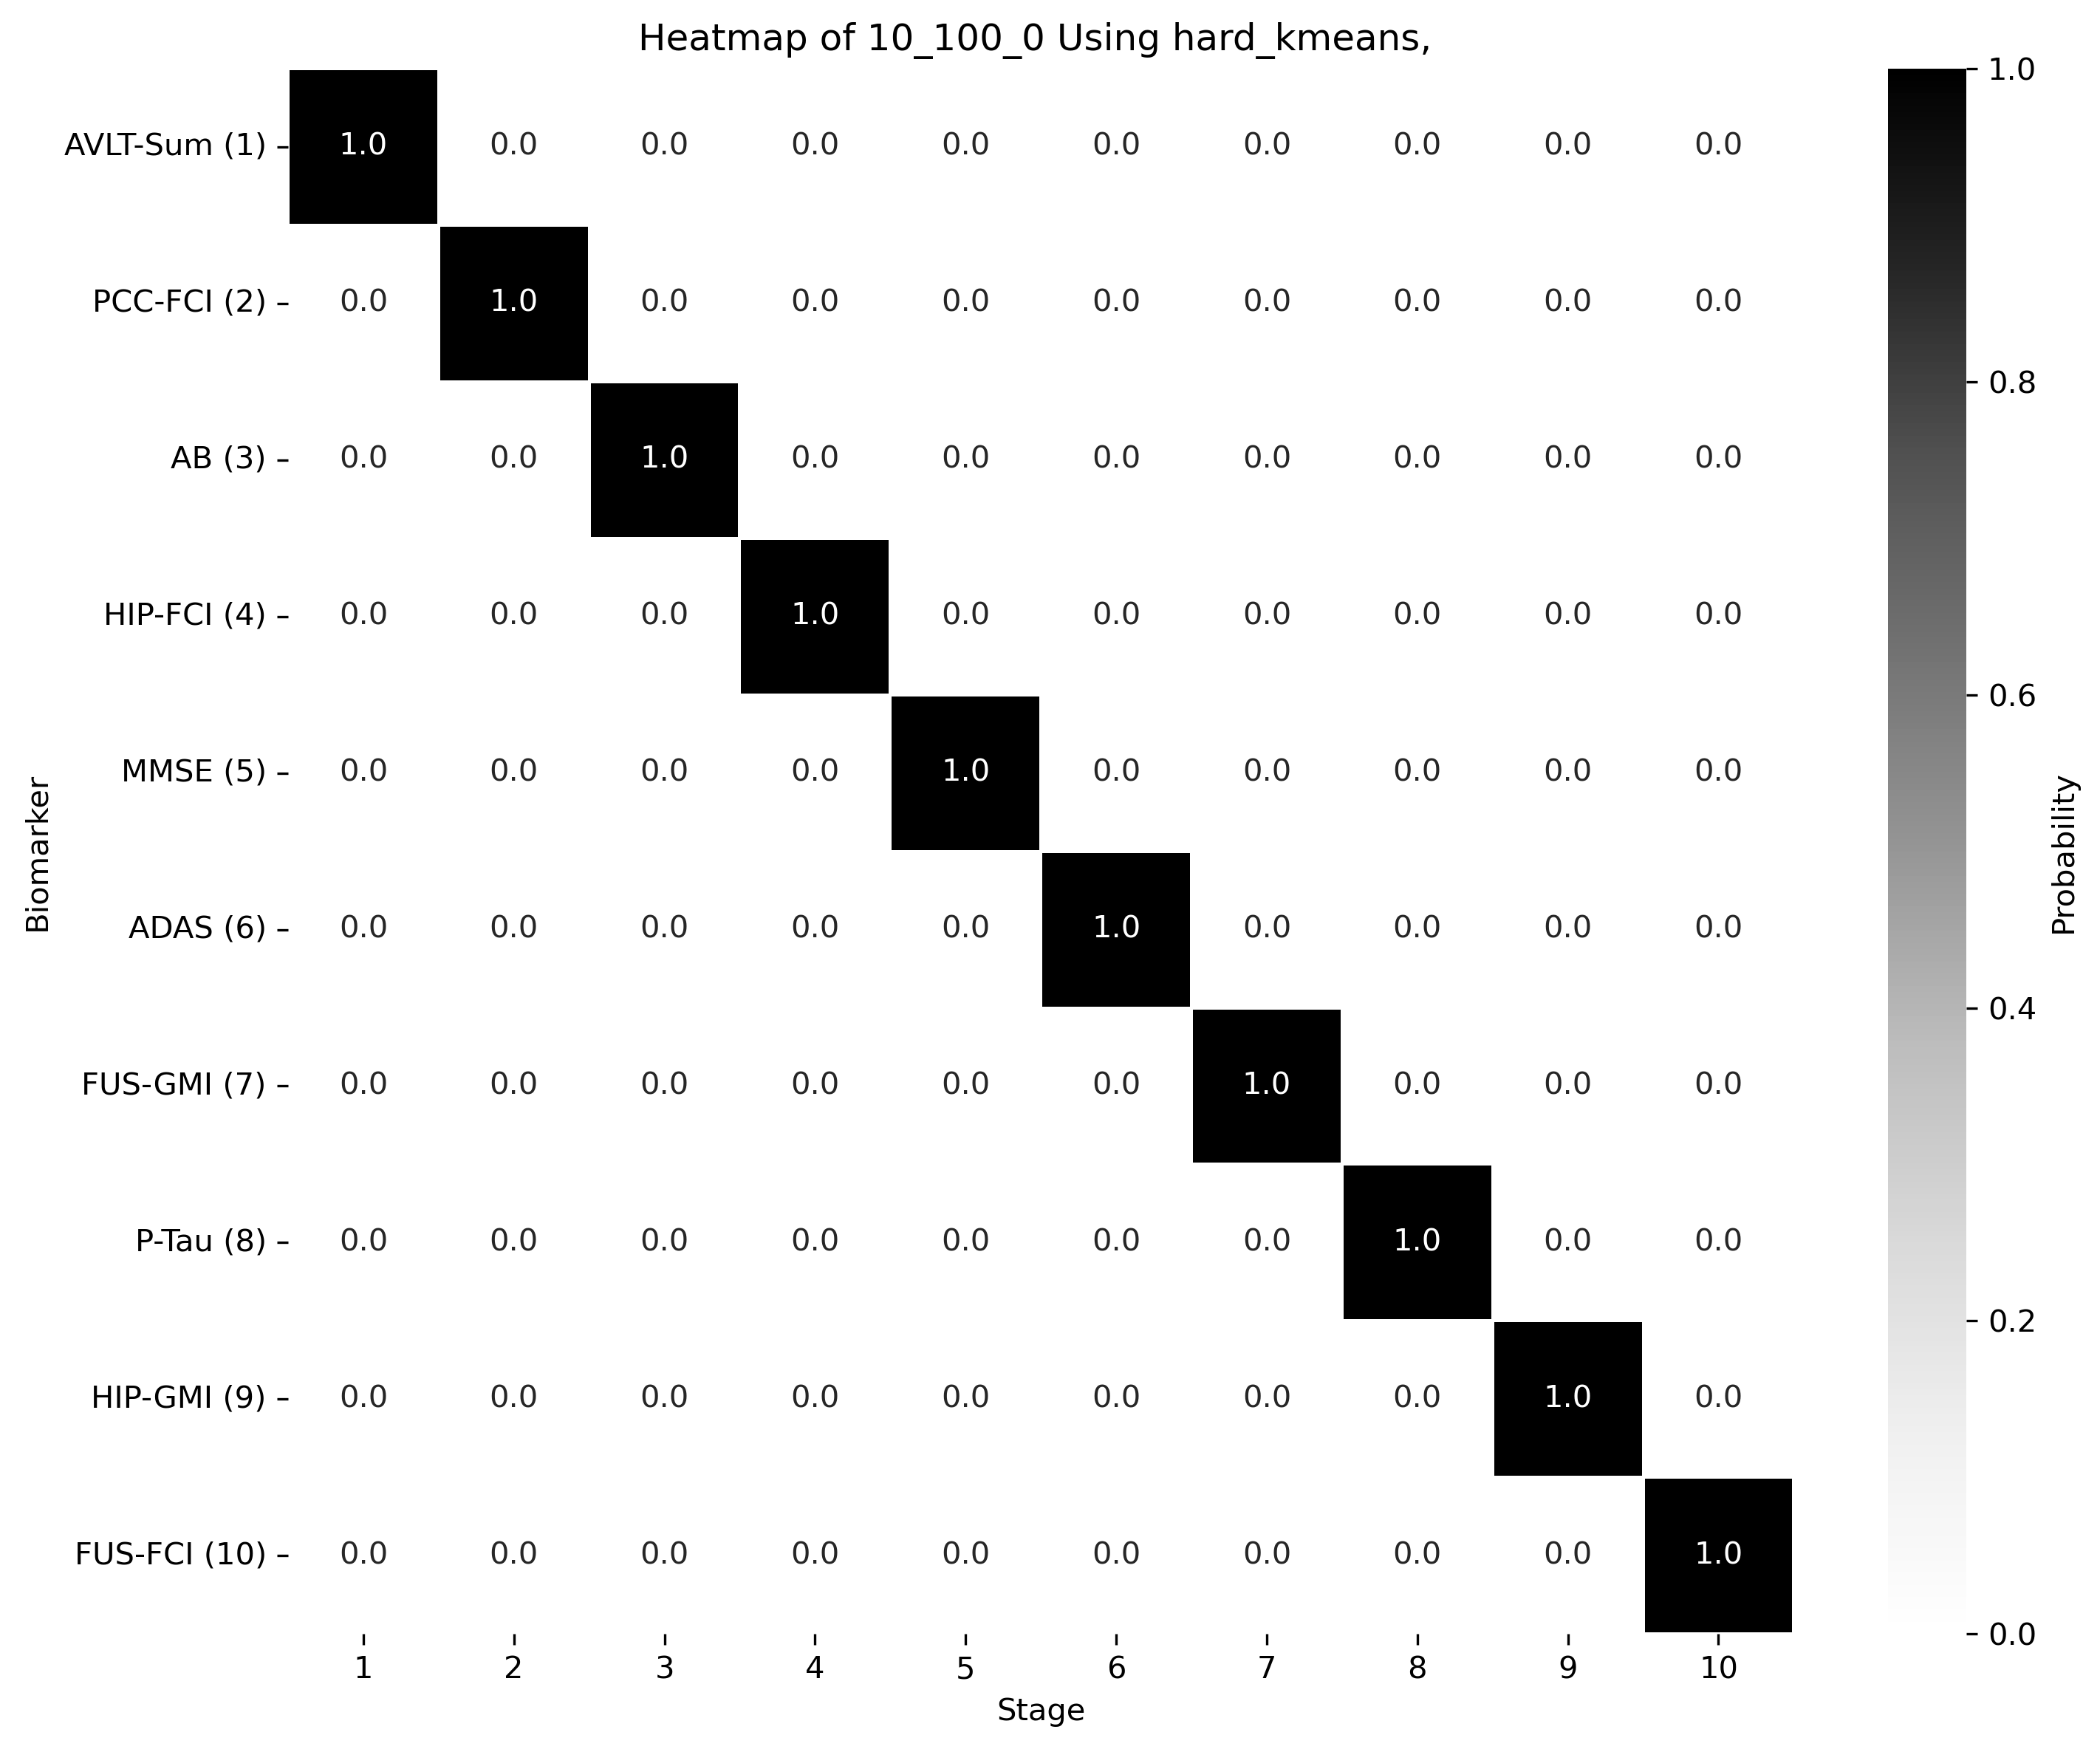 Heatmap of 10_100_0 Using hard_kmeans,
Biomarker
AVLT-Sum (1) 1.0 0.0 0.0 0.0 0.0 0.0 0.0 0.0 0.0 0.0
PCC-FCI (2) 0.0 1.0 0.0 0.0 0.0 0.0 0.0 0.0 0.0 0.0
AB (3) 0.0 0.0 1.0 0.0 0.0 0.0 0.0 0.0 0.0 0.0
HIP-FCI (4) 0.0 0.0 0.0 1.0 0.0 0.0 0.0 0.0 0.0 0.0
MMSE (5) 0.0 0.0 0.0 0.0 1.0 0.0 0.0 0.0 0.0 0.0
ADAS (6) 0.0 0.0 0.0 0.0 0.0 1.0 0.0 0.0 0.0 0.0
FUS-GMI (7) 0.0 0.0 0.0 0.0 0.0 0.0 1.0 0.0 0.0 0.0
P-Tau (8) 0.0 0.0 0.0 0.0 0.0 0.0 0.0 1.0 0.0 0.0
HIP-GMI (9) 0.0 0.0 0.0 0.0 0.0 0.0 0.0 0.0 1.0 0.0
FUS-FCI (10) 0.0 0.0 0.0 0.0 0.0 0.0 0.0 0.0 0.0 1.0
1 2 3 4 5 6 7 8 9 10
Stage
1.0
0.8
0.6
0.4
0.2
0.0
Probability